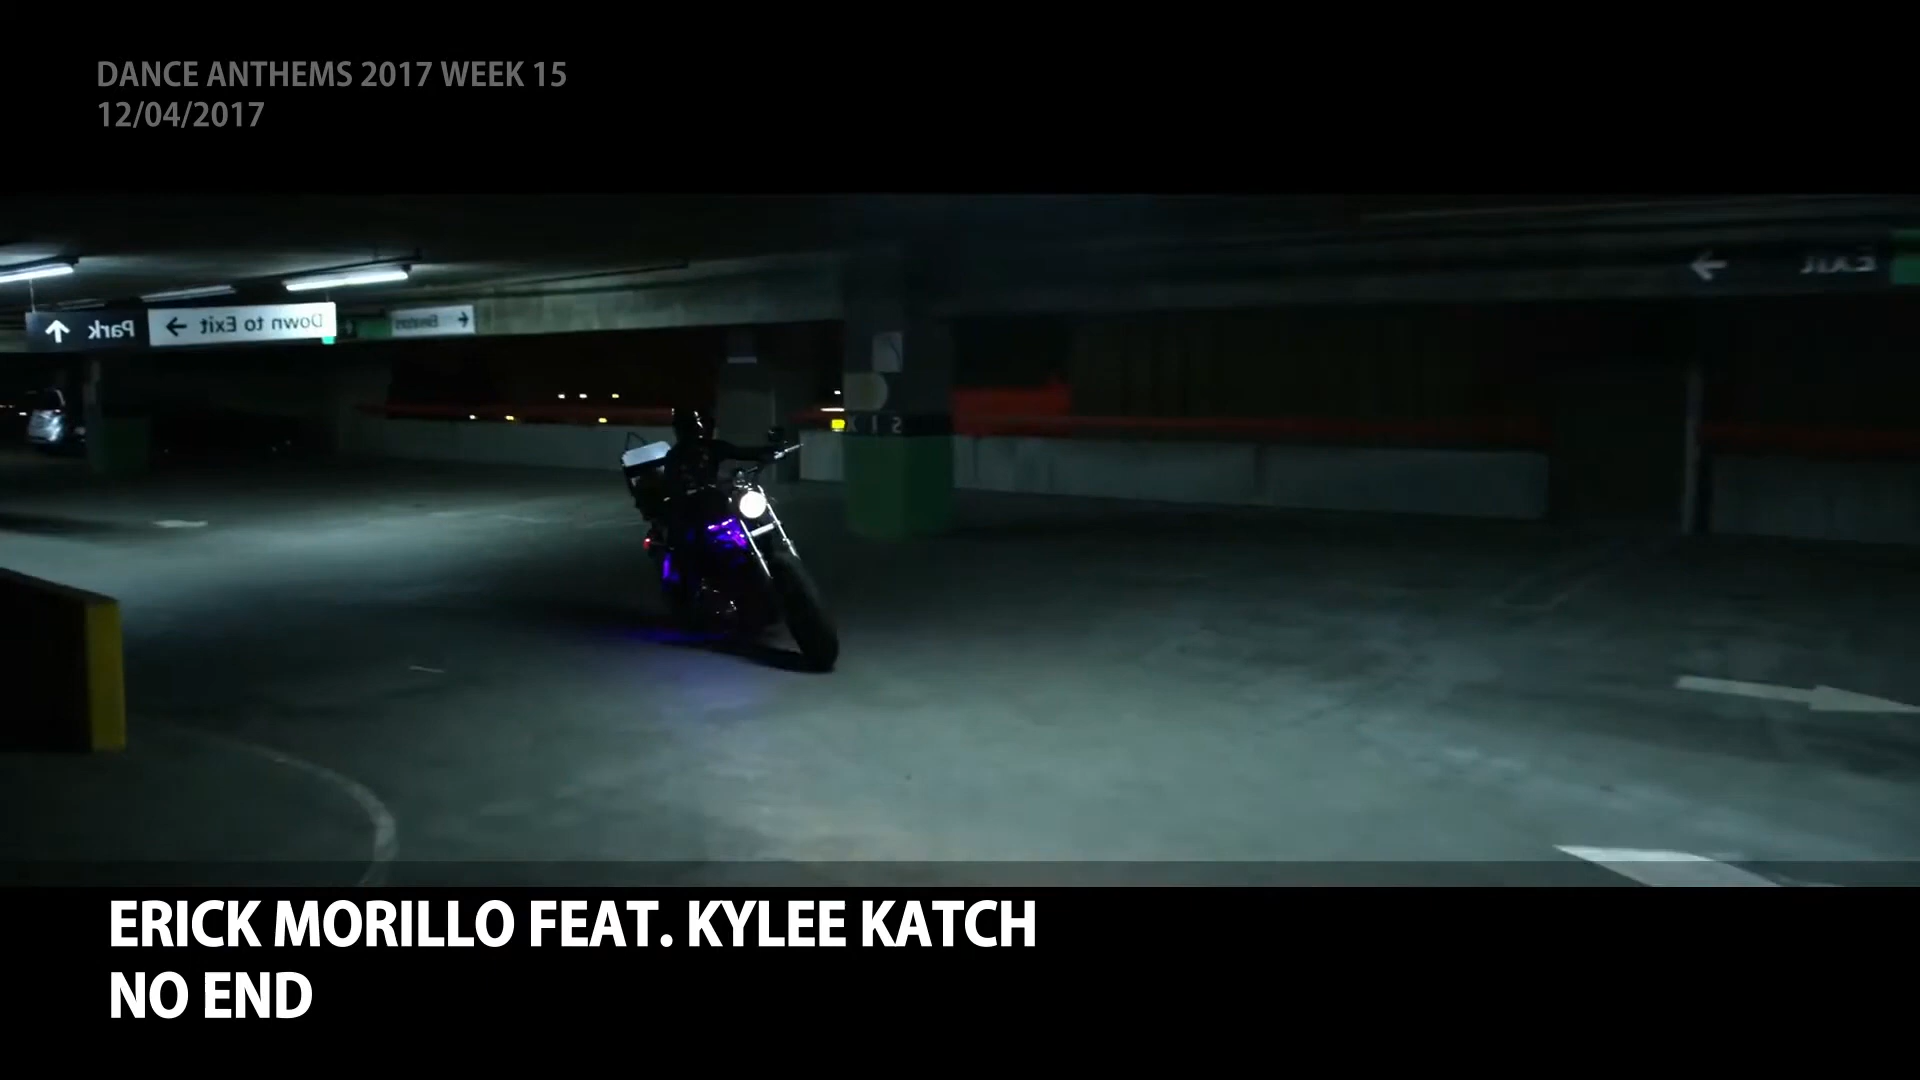 DANCE ANTHEMS 2017 WEEK 15
12/04/2017
EXIT
Park
Down to Exit
ERICK MORILLO FEAT. KYLEE KATCH
NO END